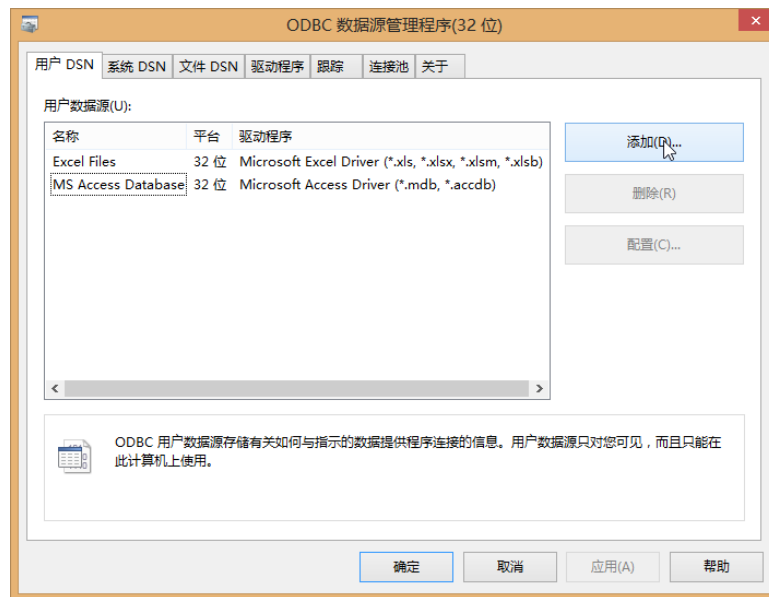 ODBC 数据源管理程序(32 位)
用户 DSN 系统 DSN 文件 DSN 驱动程序 跟踪 连接池 关于
用户数据源(U):
名称 平台 驱动程序
Excel Files 32 位 Microsoft Excel Driver (*.xls, *.xlsx, *.xlsm, *.xlsb)
MS Access Database 32 位 Microsoft Access Driver (*.mdb, *.accdb)
添加(D)...
删除(R)
配置(C)...
ODBC 用户数据源存储有关如何与指示的数据提供程序连接的信息。用户数据源只对您可见，而且只能在
此计算机上使用。
确定 取消 应用(A) 帮助